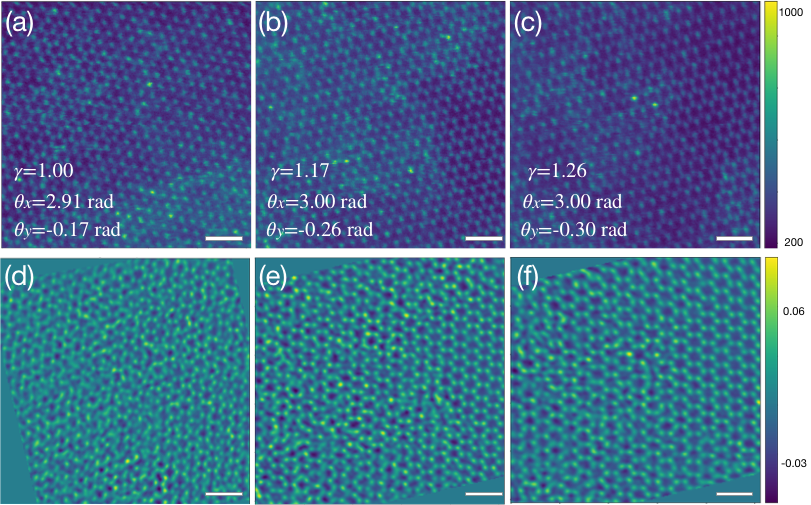 (a) (b) (c) 1000
γ=1.00 γ=1.17 γ=1.26
θx=2.91 rad θx=3.00 rad θx=3.00 rad
θy=-0.17 rad θy=-0.26 rad θy=-0.30 rad
200
(d) (e) (f)
0.06
-0.03